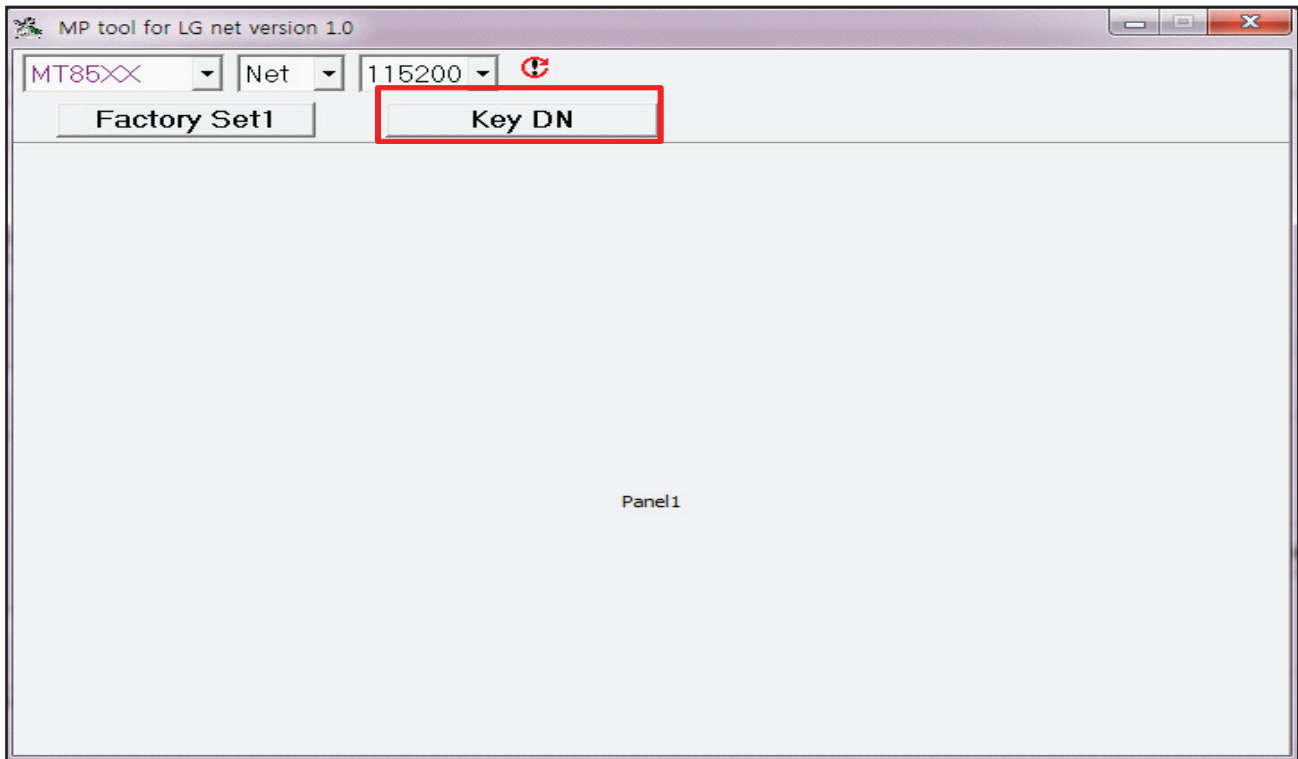 MP tool for LG net version 1.0
MT85XX Net 115200
Factory Set1 Key DN
Panel1